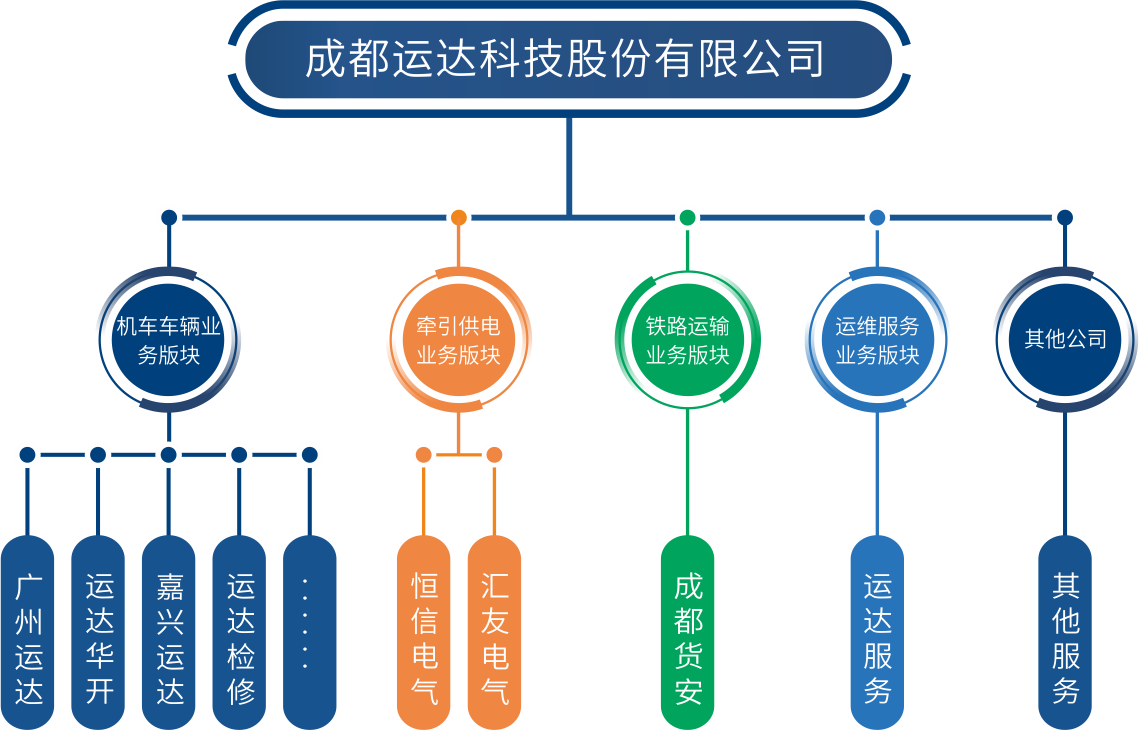 成都运达科技股份有限公司
机车车辆业
务版块
牵引供电
业务版块
铁路运输
业务版块
运维服务
业务版块
其他公司
广州运达
运达华开
嘉兴运达
运达检修
......
恒信电气
汇友电气
成都货安
运达服务
其他服务